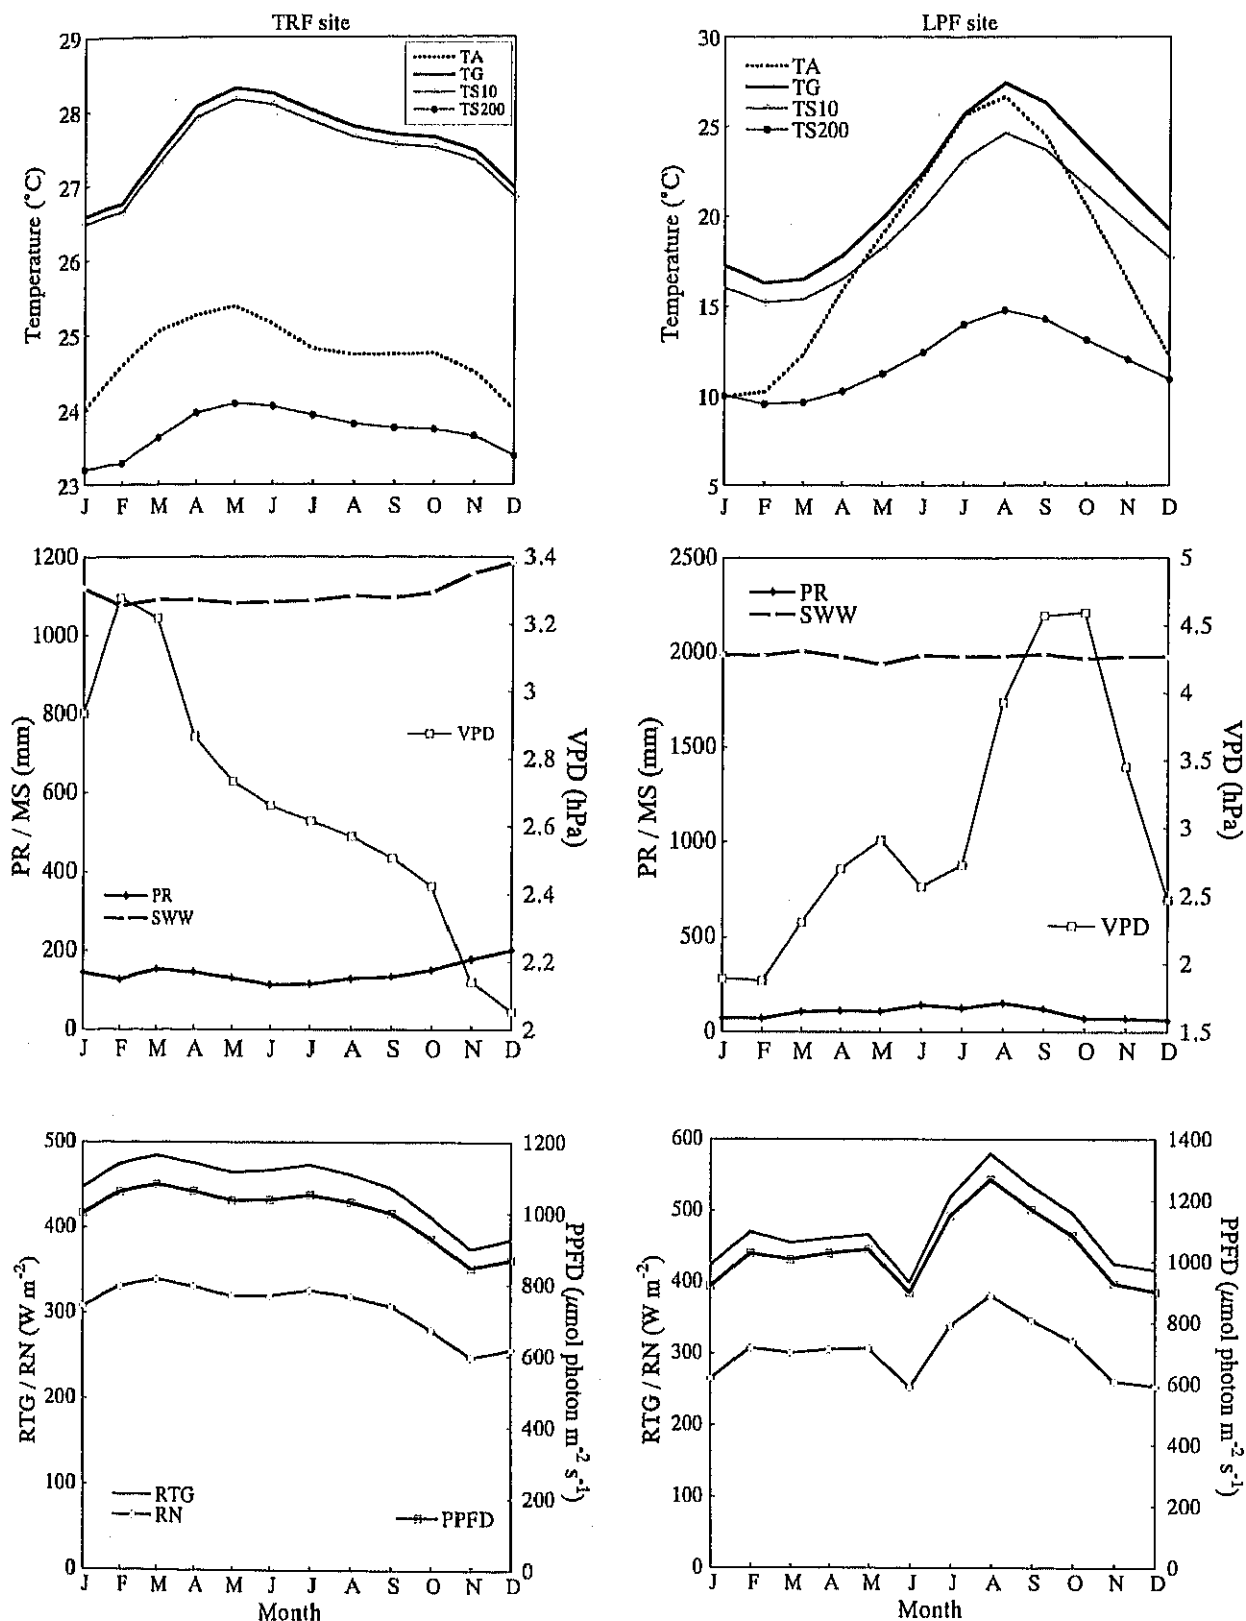 TRF site
29
28
27
26
25
24
23
Temperature (°C)
TA
TG
TS10
TS200
J F M A M J J A S O N D
LPF site
30
25
20
15
10
5
Temperature (°C)
TA
TG
TS10
TS200
J F M A M J J A S O N D
1200
1000
800
600
400
200
0
PR / MS (mm)
3.4
3.2
3
2.8
2.6
2.4
2.2
2
VPD (hPa)
VPD
PR
SWW
J F M A M J J A S O N D
2500
2000
1500
1000
500
0
PR / MS (mm)
5
4.5
4
3.5
3
2.5
2
1.5
VPD (hPa)
PR
SWW
VPD
J F M A M J J A S O N D
500
400
300
200
100
0
RTG / RN (W m-2)
1200
1000
800
600
400
200
0
PPFD (μmol photon m-2 s-1)
RTG
RN
PPFD
J F M A M J J A S O N D
Month
600
500
400
300
200
100
0
RTG / RN (W m-2)
1400
1200
1000
800
600
400
200
0
PPFD (μmol photon m-2 s-1)
J F M A M J J A S O N D
Month